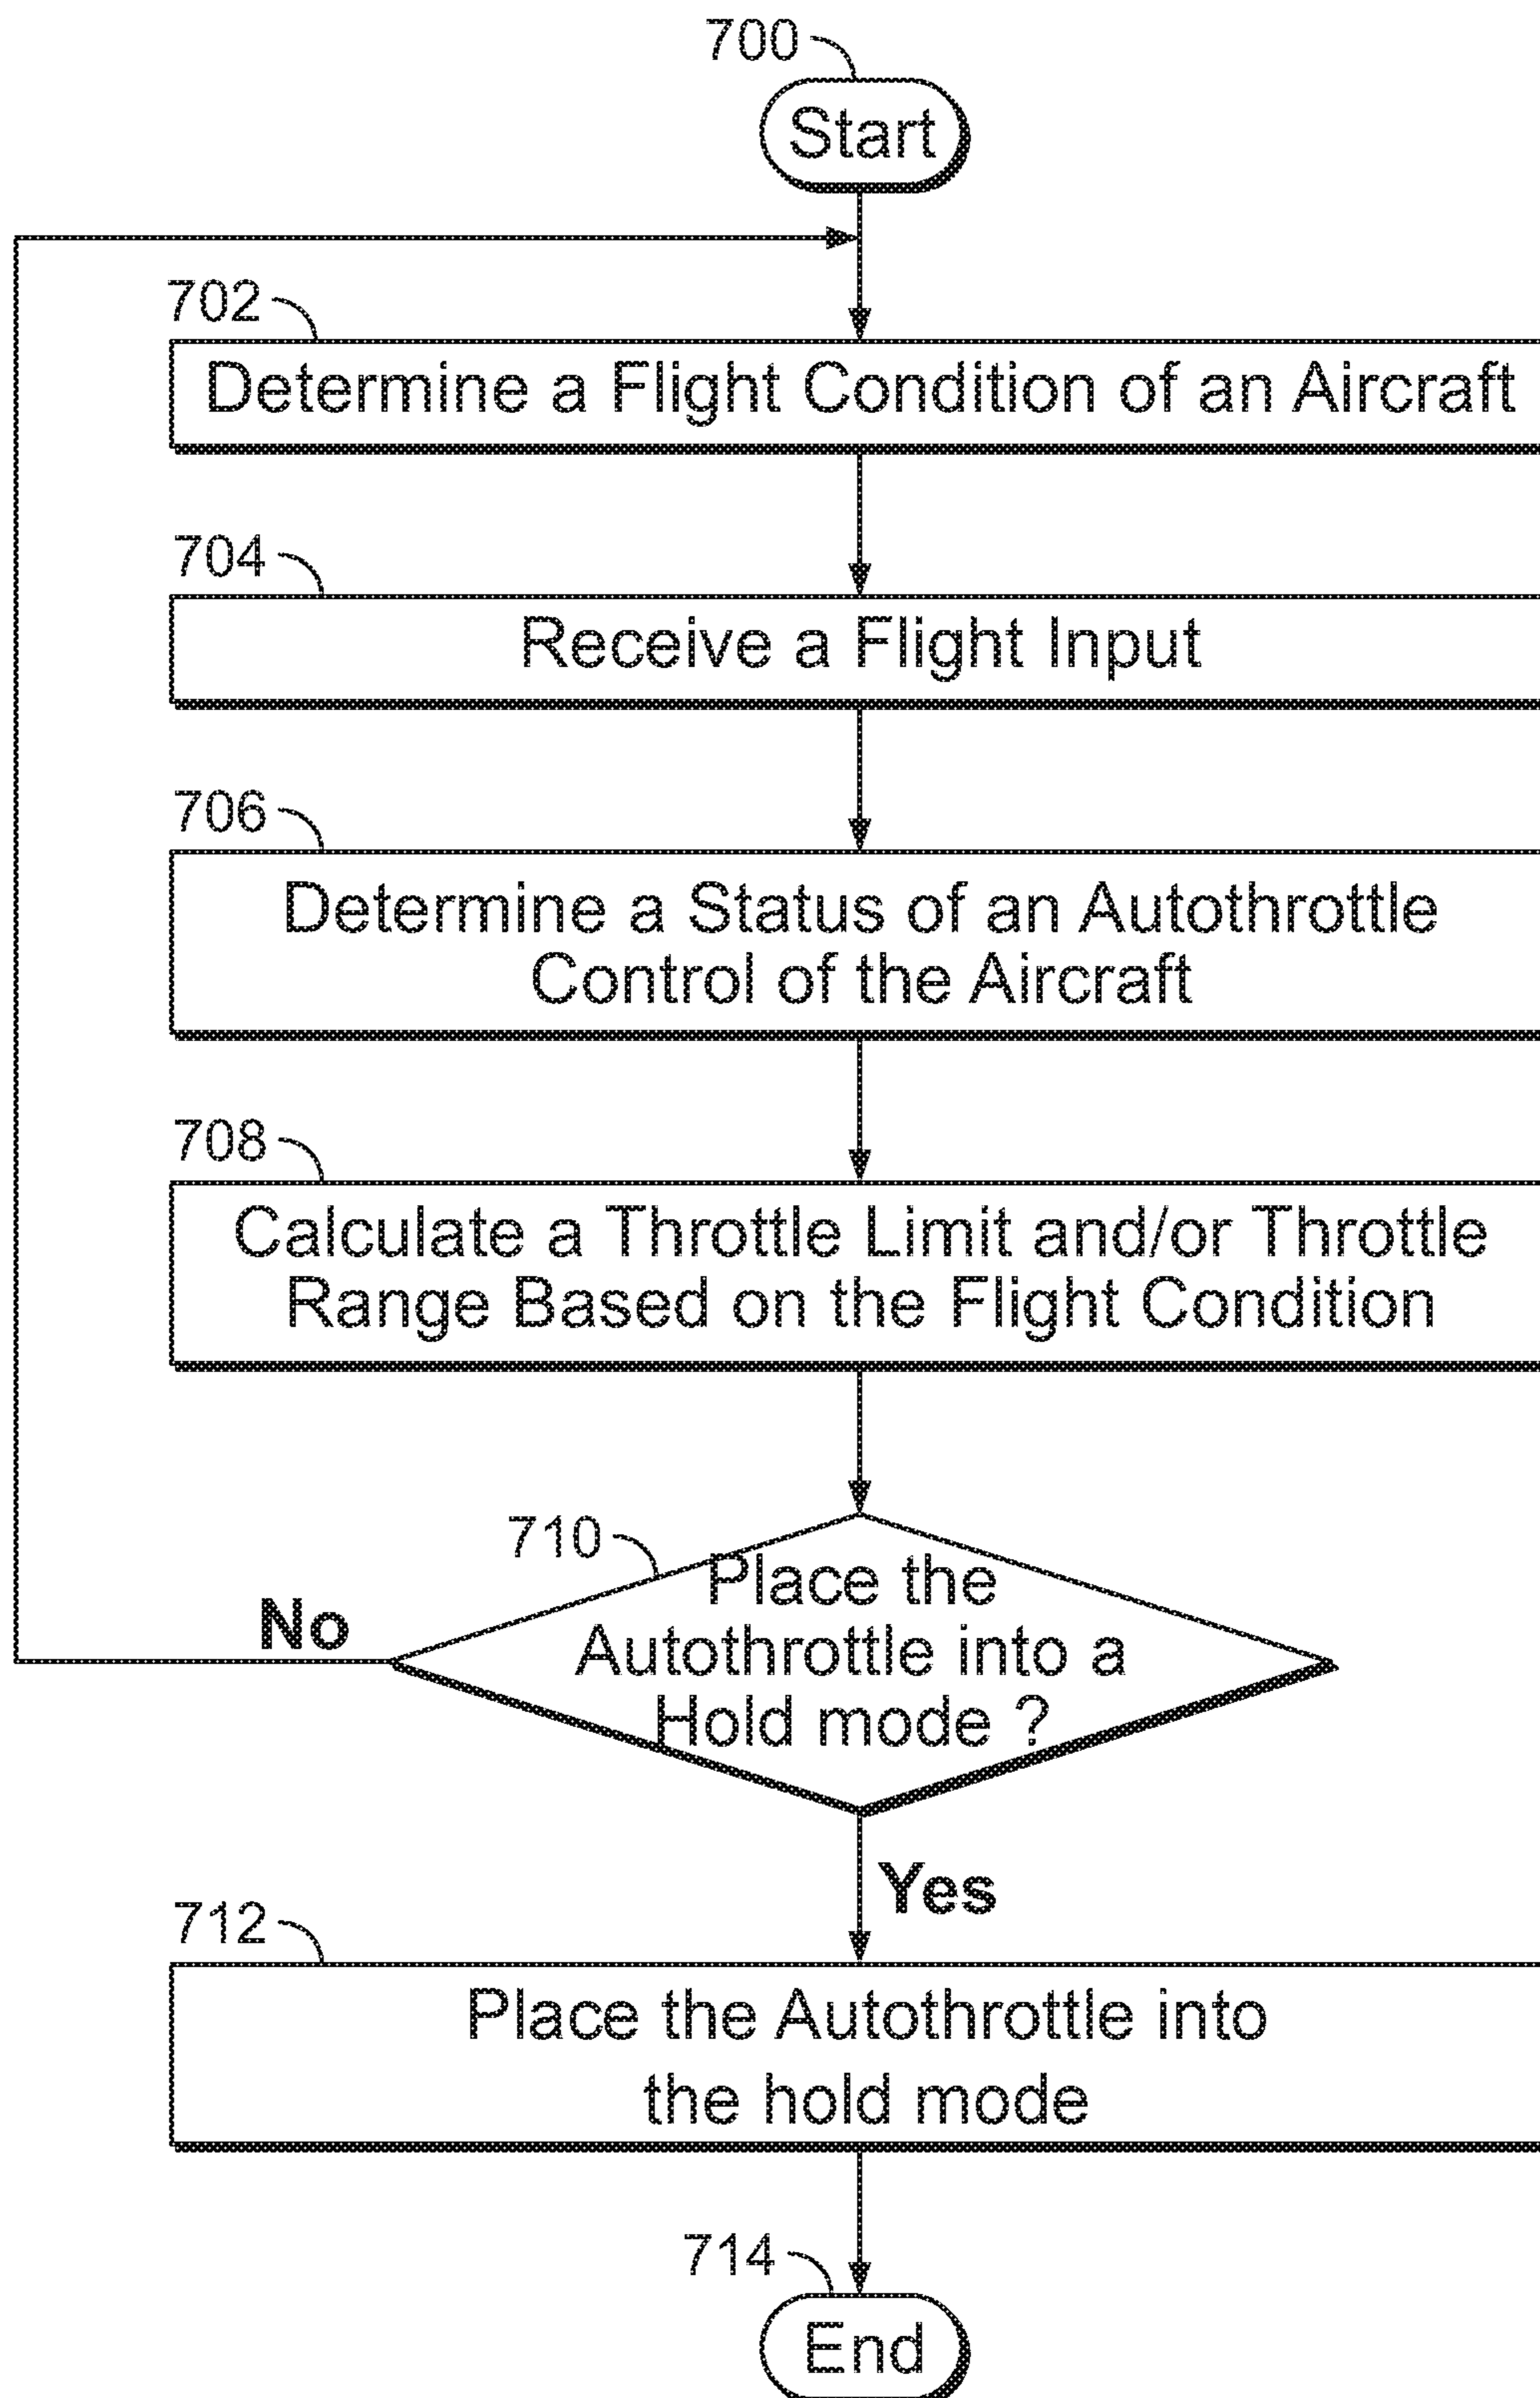 700
Start
702
Determine a Flight Condition of an Aircraft
704
Receive a Flight Input
706
Determine a Status of an Autothrottle
Control of the Aircraft
708
Calculate a Throttle Limit and/or Throttle
Range Based on the Flight Condition
710
Place the
Autothrottle into a
Hold mode ?
No
Yes
712
Place the Autothrottle into
the hold mode
714
End